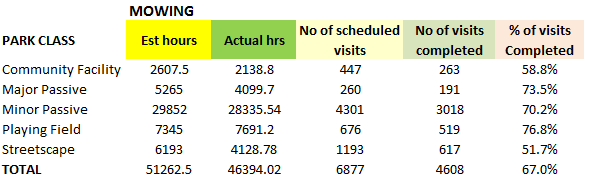 MOWING
PARK CLASS Est hours Actual hrs No of scheduled visits No of visits completed % of visits Completed
Community Facility 2607.5 2138.8 447 263 58.8%
Major Passive 5265 4099.7 260 191 73.5%
Minor Passive 29852 28335.54 4301 3018 70.2%
Playing Field 7345 7691.2 676 519 76.8%
Streetscape 6193 4128.78 1193 617 51.7%
TOTAL 51262.5 46394.02 6877 4608 67.0%